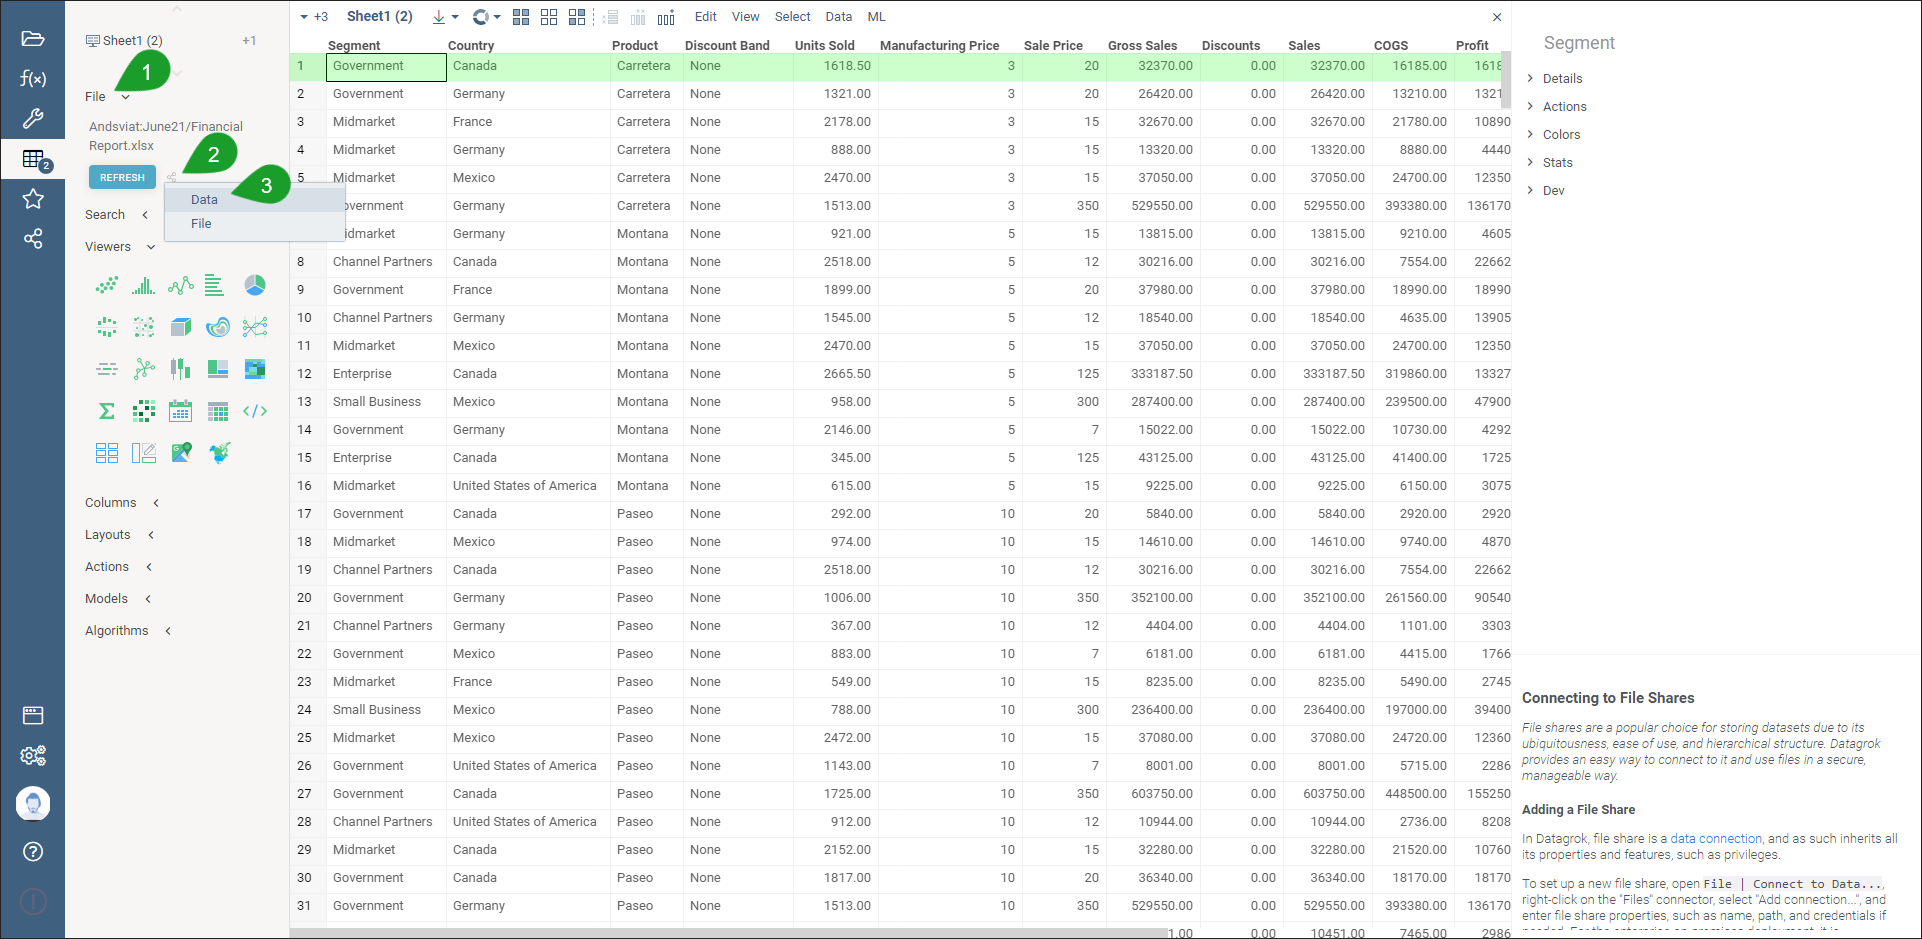 Sheet1 (2) +1
1
File
Andsviat:June21/Financial
Report.xlsx
2
REFRESH
3
Data
File
Search
Viewers
Columns
Layouts
Actions
Models
Algorithms
2
+3 Sheet1 (2) Edit View Select Data ML
Segment Country Product Discount Band Units Sold Manufacturing Price Sale Price Gross Sales Discounts Sales COGS Profit
1 Government Canada Carretera None 1618.50 3 20 32370.00 0.00 32370.00 16185.00 1618
2 Government Germany Carretera None 1321.00 3 20 26420.00 0.00 26420.00 13210.00 1321
3 Midmarket France Carretera None 2178.00 3 15 32670.00 0.00 32670.00 21780.00 10890
4 Midmarket Germany Carretera None 888.00 3 15 13320.00 0.00 13320.00 8880.00 4440
5 Midmarket Mexico Carretera None 2470.00 3 15 37050.00 0.00 37050.00 24700.00 12350
vernment Germany Carretera None 1513.00 3 350 529550.00 0.00 529550.00 393380.00 136170
dmarket Germany Montana None 921.00 5 15 13815.00 0.00 13815.00 9210.00 4605
8 Channel Partners Canada Montana None 2518.00 5 12 30216.00 0.00 30216.00 7554.00 22662
9 Government France Montana None 1899.00 5 20 37980.00 0.00 37980.00 18990.00 18990
10 Channel Partners Germany Montana None 1545.00 5 12 18540.00 0.00 18540.00 4635.00 13905
11 Midmarket Mexico Montana None 2470.00 5 15 37050.00 0.00 37050.00 24700.00 12350
12 Enterprise Canada Montana None 2665.50 5 125 333187.50 0.00 333187.50 319860.00 13327
13 Small Business Mexico Montana None 958.00 5 300 287400.00 0.00 287400.00 239500.00 47900
14 Government Germany Montana None 2146.00 5 7 15022.00 0.00 15022.00 10730.00 4292
15 Enterprise Canada Montana None 345.00 5 125 43125.00 0.00 43125.00 41400.00 1725
16 Midmarket United States of America Montana None 615.00 5 15 9225.00 0.00 9225.00 6150.00 3075
17 Government Canada Paseo None 292.00 10 20 5840.00 0.00 5840.00 2920.00 2920
18 Midmarket Mexico Paseo None 974.00 10 15 14610.00 0.00 14610.00 9740.00 4870
19 Channel Partners Canada Paseo None 2518.00 10 12 30216.00 0.00 30216.00 7554.00 22662
20 Government Germany Paseo None 1006.00 10 350 352100.00 0.00 352100.00 261560.00 90540
21 Channel Partners Germany Paseo None 367.00 10 12 4404.00 0.00 4404.00 1101.00 3303
22 Government Mexico Paseo None 883.00 10 7 6181.00 0.00 6181.00 4415.00 1766
23 Midmarket France Paseo None 549.00 10 15 8235.00 0.00 8235.00 5490.00 2745
24 Small Business Mexico Paseo None 788.00 10 300 236400.00 0.00 236400.00 197000.00 39400
25 Midmarket Mexico Paseo None 2472.00 10 15 37080.00 0.00 37080.00 24720.00 12360
26 Government United States of America Paseo None 1143.00 10 7 8001.00 0.00 8001.00 5715.00 2286
27 Government Canada Paseo None 1725.00 10 350 603750.00 0.00 603750.00 448500.00 155250
28 Channel Partners United States of America Paseo None 912.00 10 12 10944.00 0.00 10944.00 2736.00 8208
29 Midmarket Canada Paseo None 2152.00 10 15 32280.00 0.00 32280.00 21520.00 10760
30 Government Canada Paseo None 1817.00 10 20 36340.00 0.00 36340.00 18170.00 18170
31 Government Germany Paseo None 1513.00 10 350 529550.00 0.00 529550.00 393380.00 136170
1.00 0.00 10451.00 7465.00 2986
Segment
Details
Actions
Colors
Stats
Dev
Connecting to File Shares
File shares are a popular choice for storing datasets due to its
ubiquitousness, ease of use, and hierarchical structure. Datagrok
provides an easy way to connect to it and use files in a secure,
manageable way.
Adding a File Share
In Datagrok, file share is a data connection, and as such inherits all
its properties and features, such as privileges.
To set up a new file share, open File | Connect to Data...,
right-click on the "Files" connector, select "Add connection...", and
enter file share properties, such as name, path, and credentials if